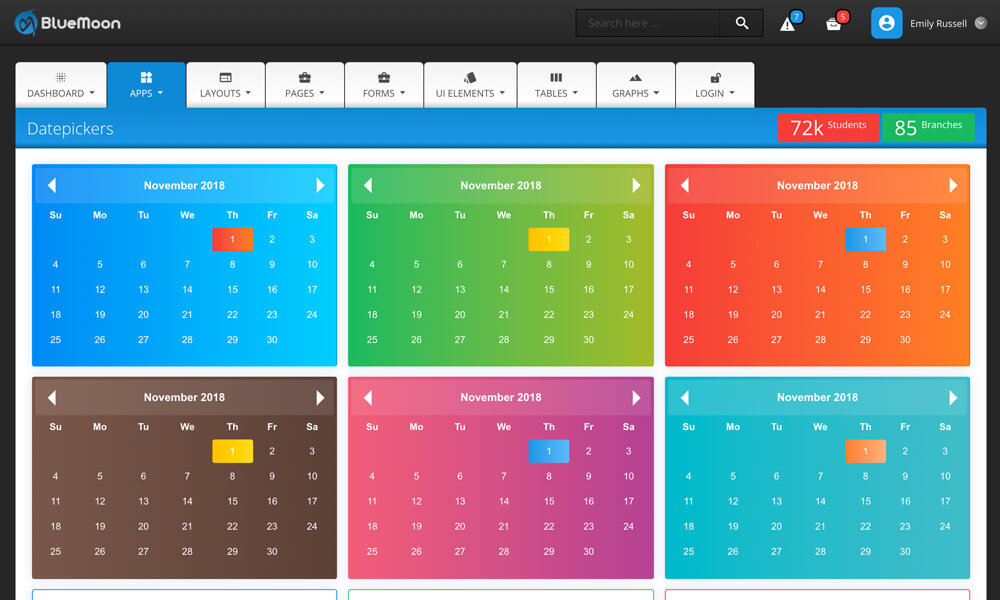 BlueMoon
Search here ...
7
5
Emily Russell
DASHBOARD
APPS
LAYOUTS
PAGES
FORMS
UI ELEMENTS
TABLES
GRAPHS
LOGIN
Datepickers
72k Students
85 Branches
November 2018
Su Mo Tu We Th Fr Sa
1 2 3
4 5 6 7 8 9 10
11 12 13 14 15 16 17
18 19 20 21 22 23 24
25 26 27 28 29 30
November 2018
Su Mo Tu We Th Fr Sa
1 2 3
4 5 6 7 8 9 10
11 12 13 14 15 16 17
18 19 20 21 22 23 24
25 26 27 28 29 30
November 2018
Su Mo Tu We Th Fr Sa
1 2 3
4 5 6 7 8 9 10
11 12 13 14 15 16 17
18 19 20 21 22 23 24
25 26 27 28 29 30
November 2018
Su Mo Tu We Th Fr Sa
1 2 3
4 5 6 7 8 9 10
11 12 13 14 15 16 17
18 19 20 21 22 23 24
25 26 27 28 29 30
November 2018
Su Mo Tu We Th Fr Sa
1 2 3
4 5 6 7 8 9 10
11 12 13 14 15 16 17
18 19 20 21 22 23 24
25 26 27 28 29 30
November 2018
Su Mo Tu We Th Fr Sa
1 2 3
4 5 6 7 8 9 10
11 12 13 14 15 16 17
18 19 20 21 22 23 24
25 26 27 28 29 30